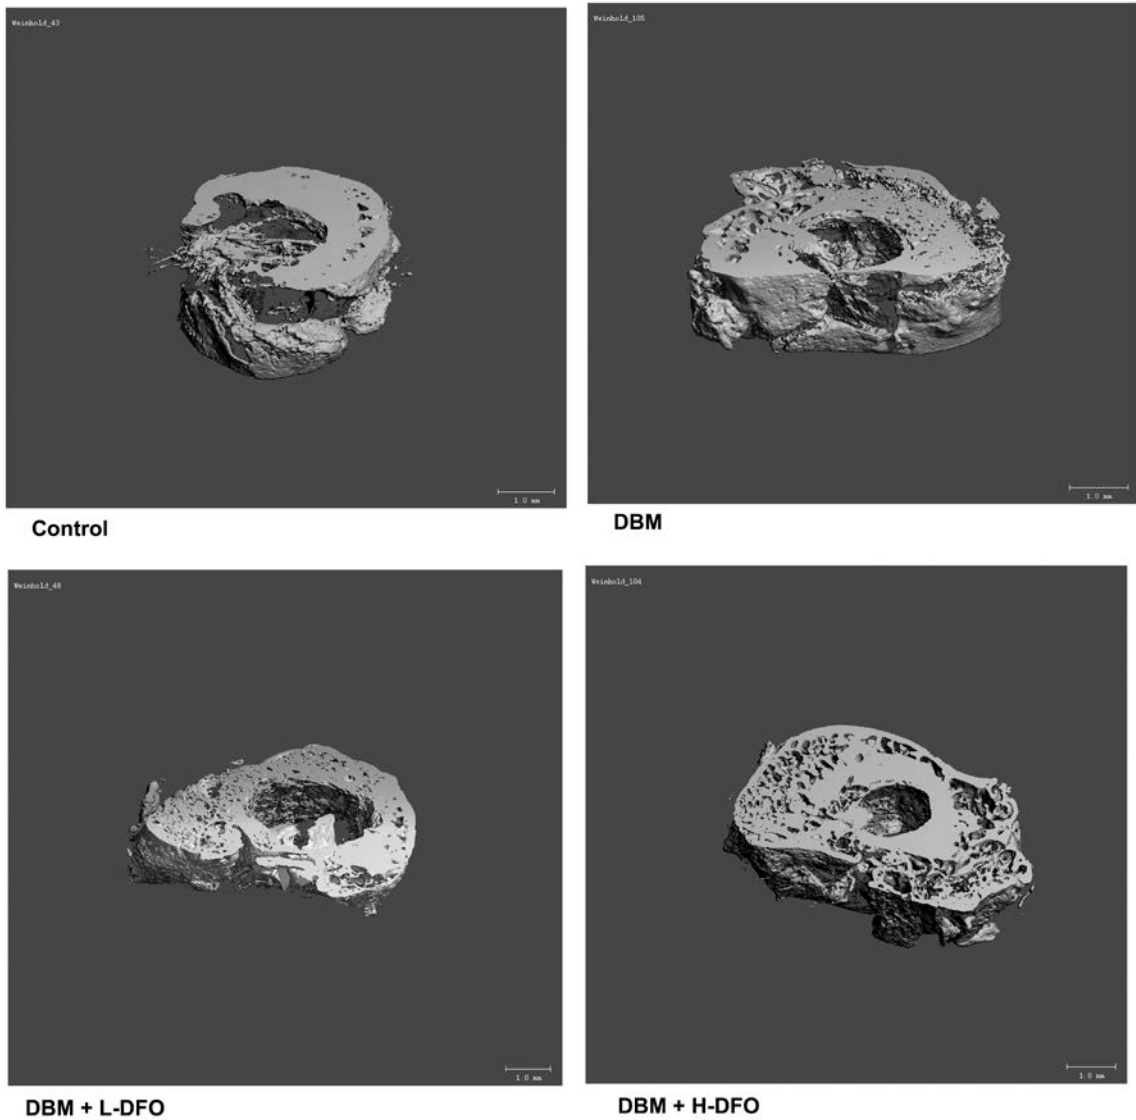 Weinhold_43
1.0 mm
Control
Weinhold_105
1.0 mm
DBM
Weinhold_48
1.0 mm
DBM + L-DFO
Weinhold_104
1.0 mm
DBM + H-DFO